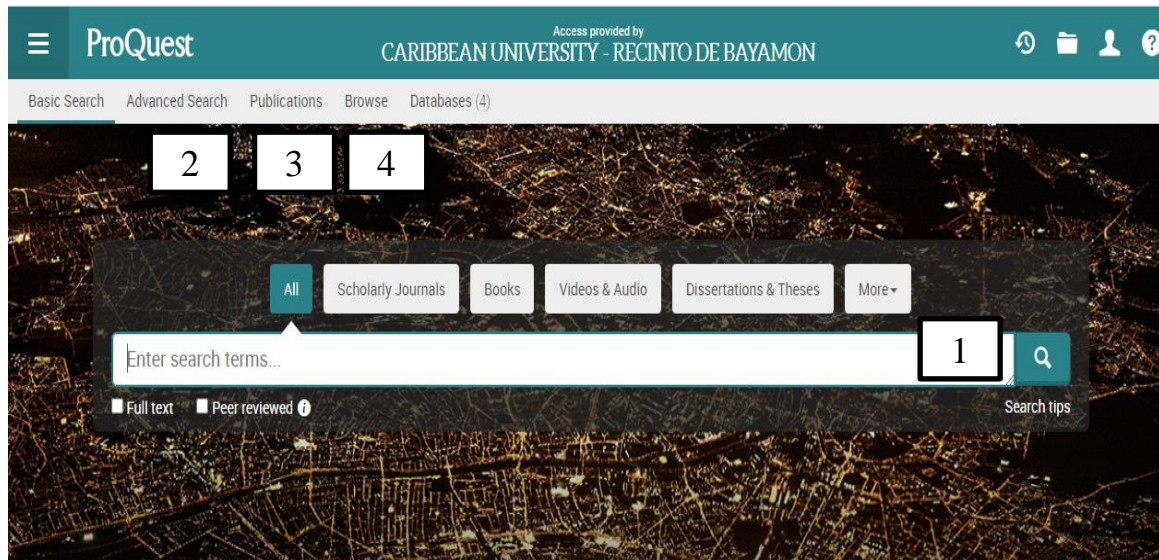 ProQuest
Access provided by
CARIBBEAN UNIVERSITY - RECINTO DE BAYAMON
?
Basic Search Advanced Search Publications Browse Databases (4)
2 3 4
All Scholarly Journals Books Videos & Audio Dissertations & Theses More
Enter search terms...
1
Full text Peer reviewed i
Search tips